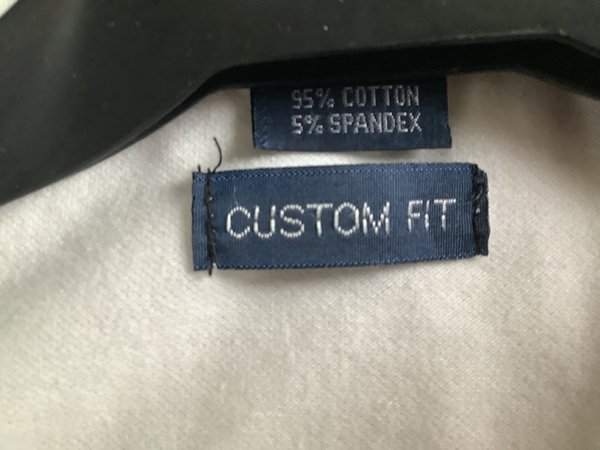 95% COTTON
5% SPANDEX
CUSTOM FIT